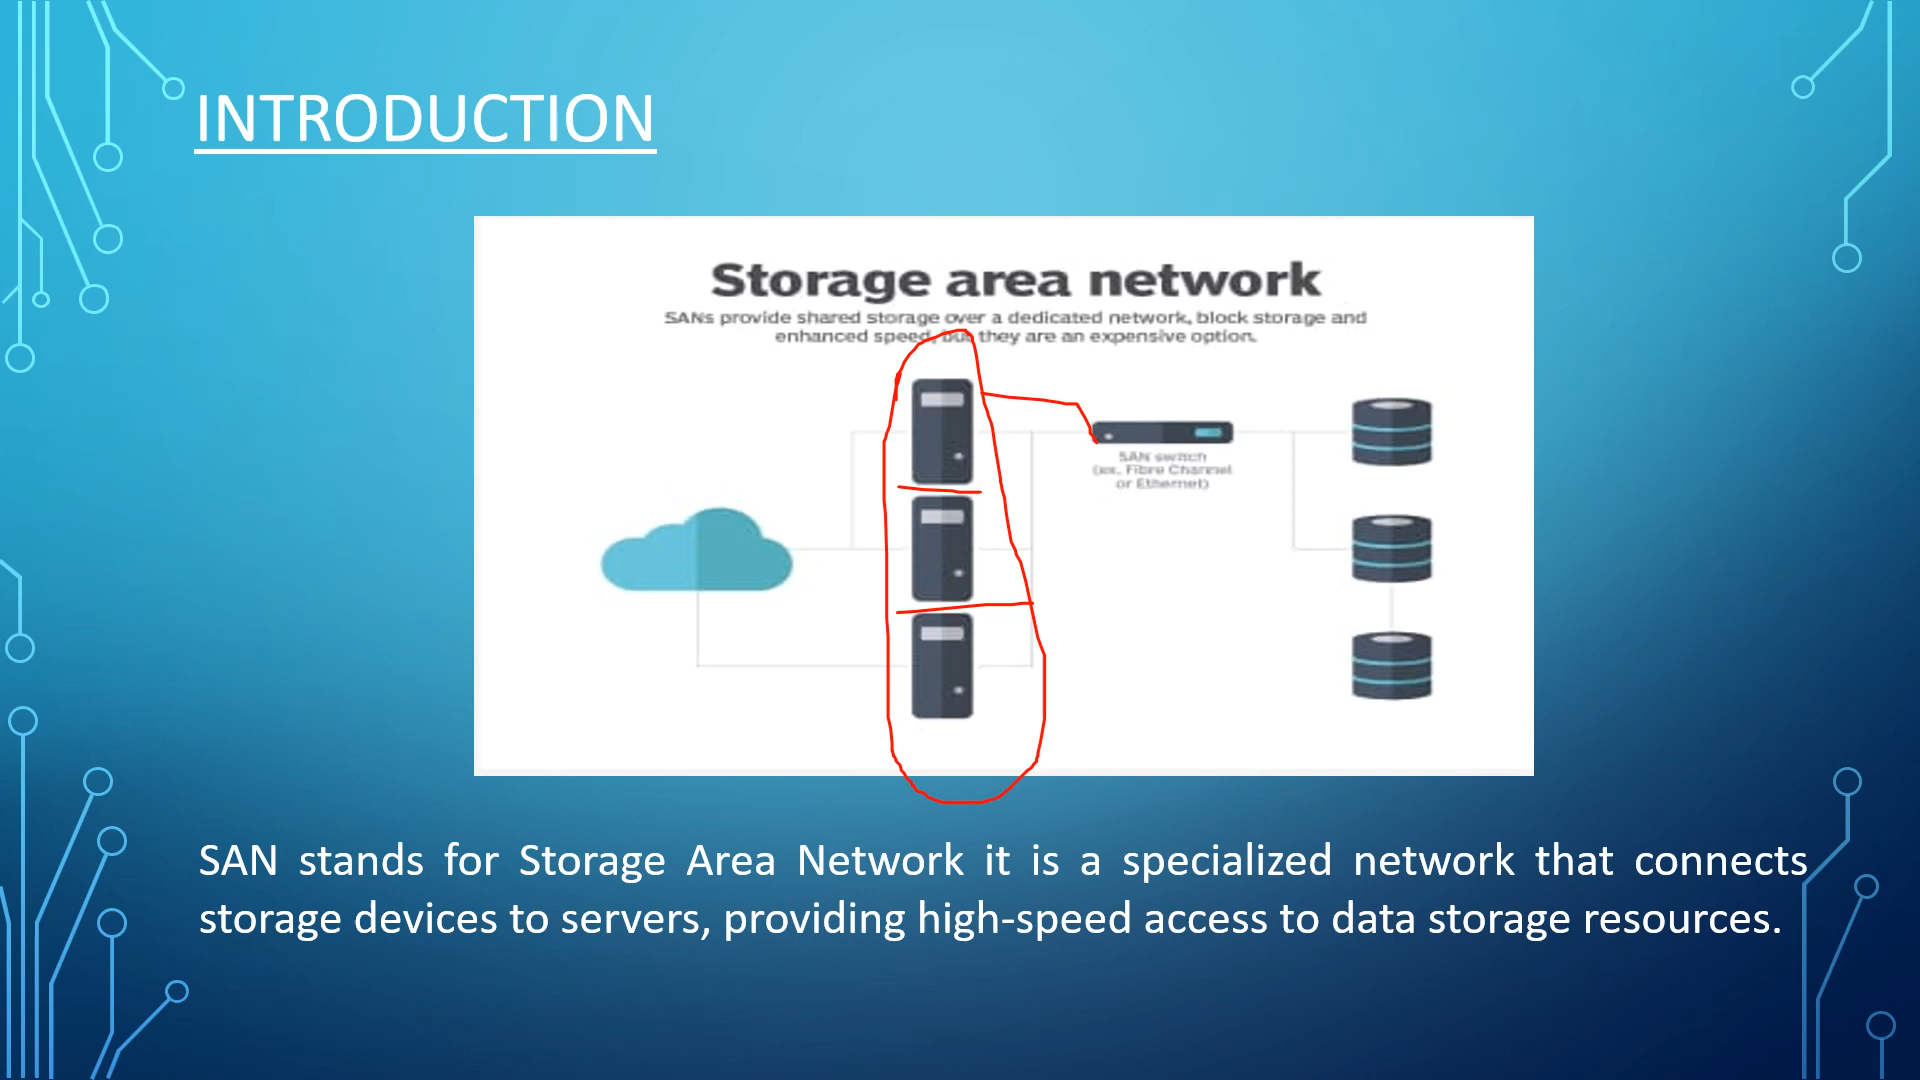 INTRODUCTION
Storage area network
SANs provide shared storage over a dedicated network, block storage and
enhanced speed, but they are an expensive option.
SAN switch
(ex. Fibre Channel
or Ethernet)
SAN stands for Storage Area Network it is a specialized network that connects
storage devices to servers, providing high-speed access to data storage resources.